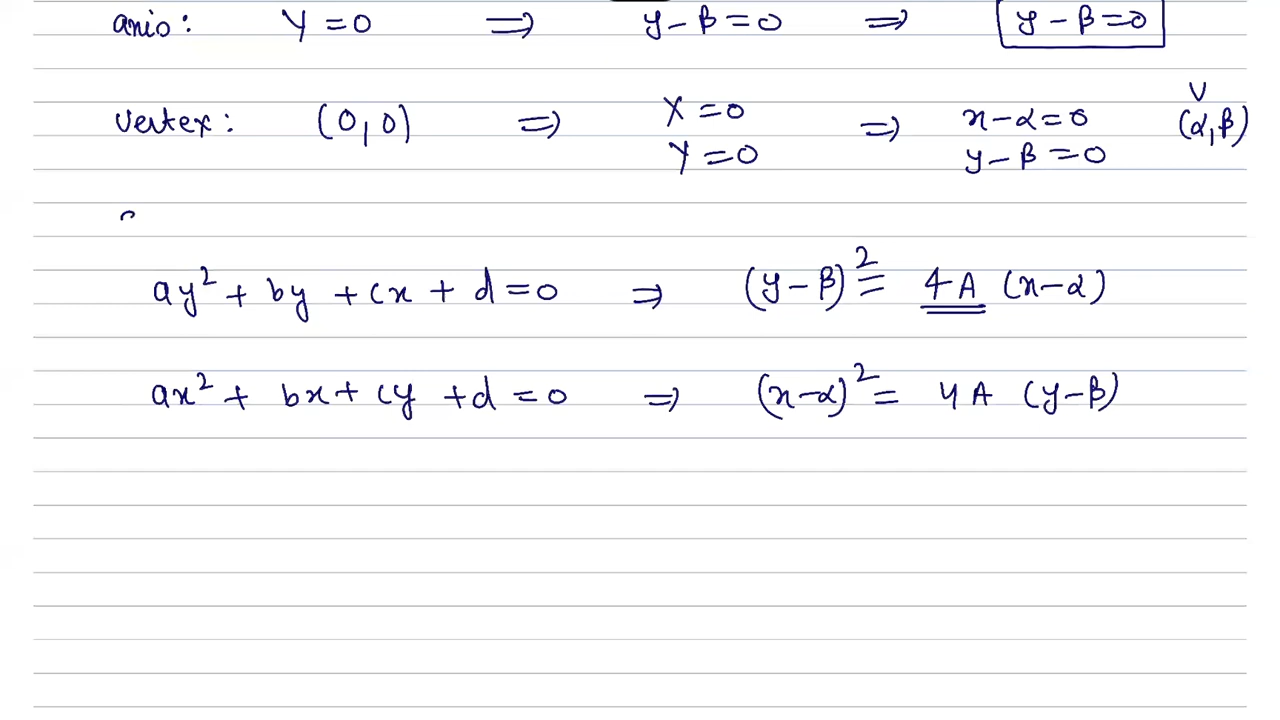 axis: Y = 0 ⇒ y - β = 0 ⇒ y - β = 0
vertex: (0, 0) ⇒ X = 0 ⇒ x - α = 0 V
Y = 0 y - β = 0 (α, β)
ay² + by + cx + d = 0 ⇒ (y - β)² = 4A (x - α)
ax² + bx + cy + d = 0 ⇒ (x - α)² = 4A (y - β)